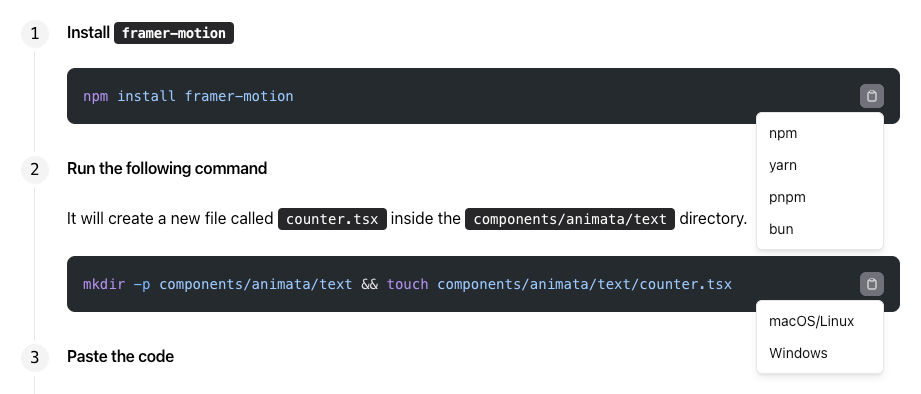 1 Install framer-motion
npm install framer-motion
npm
yarn
pnpm
bun
2 Run the following command
It will create a new file called counter.tsx inside the components/animata/text directory.
mkdir -p components/animata/text && touch components/animata/text/counter.tsx
macOS/Linux
Windows
3 Paste the code